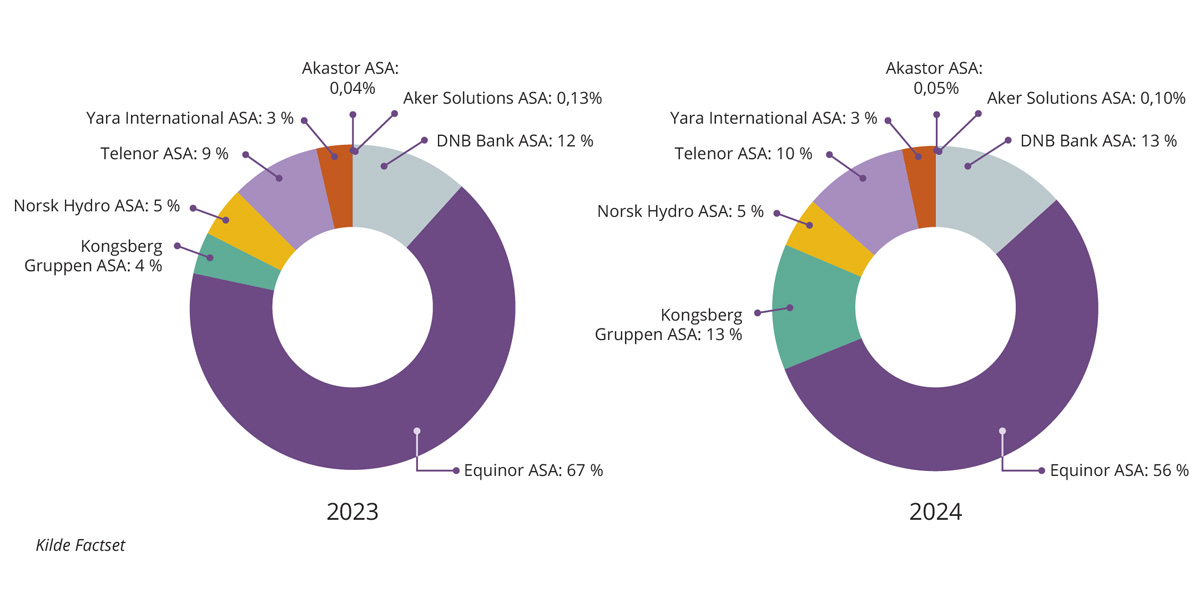 Akastor ASA:
0,04%
Aker Solutions ASA: 0,13%
Yara International ASA: 3 %
DNB Bank ASA: 12 %
Telenor ASA: 9 %
Norsk Hydro ASA: 5 %
Kongsberg
Gruppen ASA: 4 %
Equinor ASA: 67 %
2023
Akastor ASA:
0,05%
Aker Solutions ASA: 0,10%
Yara International ASA: 3 %
DNB Bank ASA: 13 %
Telenor ASA: 10 %
Norsk Hydro ASA: 5 %
Kongsberg
Gruppen ASA: 13 %
Equinor ASA: 56 %
2024
Kilde Factset